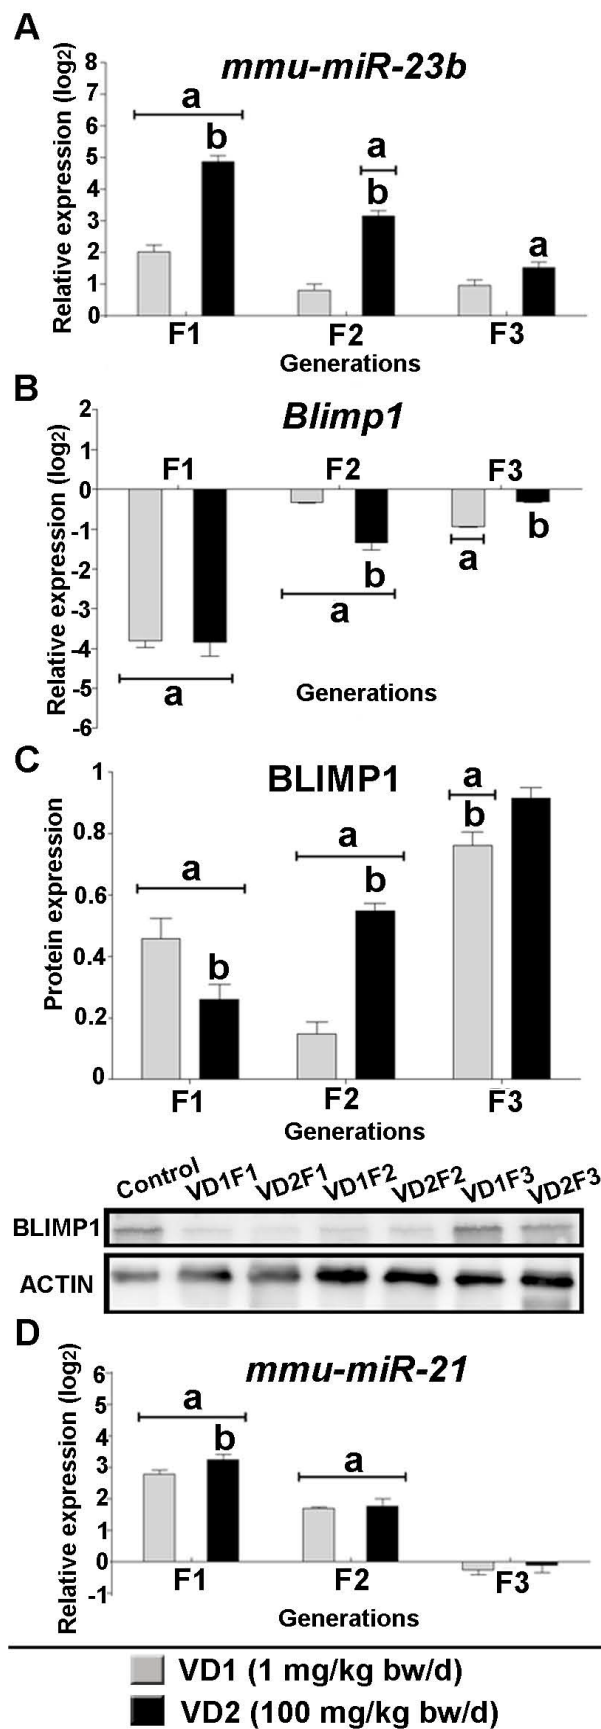 A
mmu-miR-23b
Relative expression (log2)
8
7
6
5
4
3
2
1
0
a
b
a
b
a
F1
F2
F3
Generations
B
Blimp1
Relative expression (log2)
2
1
0
-1
-2
-3
-4
-5
-6
F1
F2
F3
a
b
a
a
b
Generations
C
BLIMP1
Protein expression
1
0.8
0.6
0.4
0.2
0
a
b
a
b
a
b
F1
F2
F3
Generations
Control
VD1F1
VD2F1
VD1F2
VD2F2
VD1F3
VD2F3
BLIMP1
ACTIN
D
mmu-miR-21
Relative expression (log2)
6
5
4
3
2
1
0
-1
a
b
a
F1
F2
F3
Generations
VD1 (1 mg/kg bw/d)
VD2 (100 mg/kg bw/d)